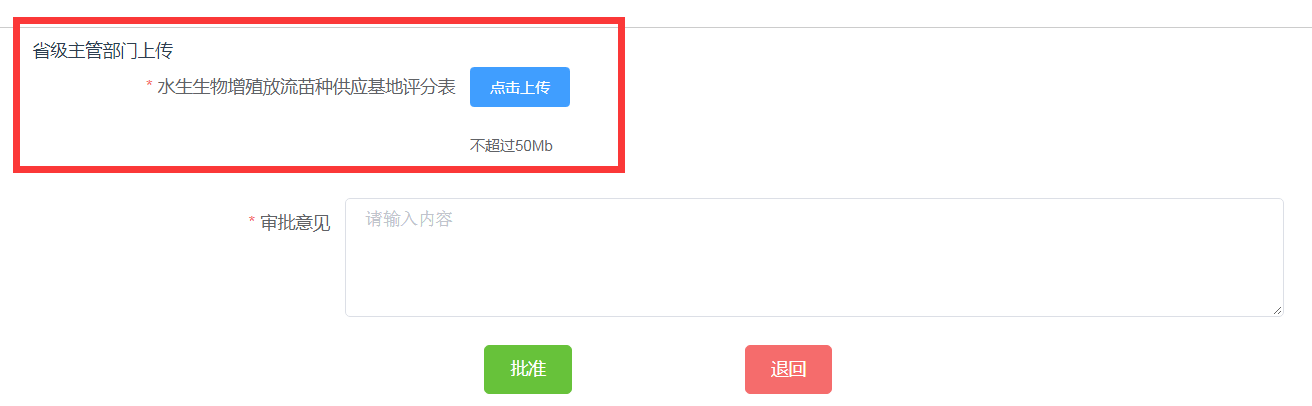 省级主管部门上传
* 水生生物增殖放流苗种供应基地评分表 点击上传
不超过50Mb
* 审批意见 请输入内容
批准 退回